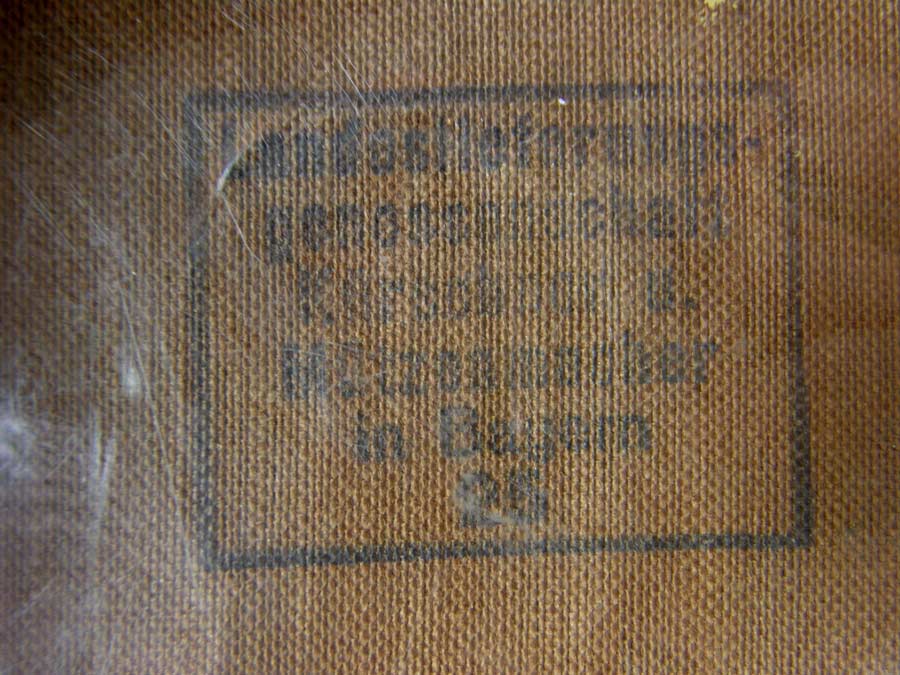 Landeslieferungs-
genossenschaft
Kürschner u.
Mützenmacher
in Bayern